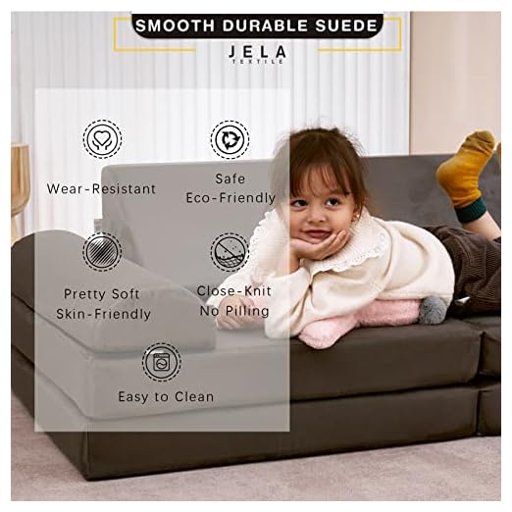 SMOOTH DURABLE SUEDE
JELA
TEXTILE
Wear-Resistant
Safe
Eco-Friendly
Pretty Soft
Skin-Friendly
Close-Knit
No Pilling
Easy to Clean